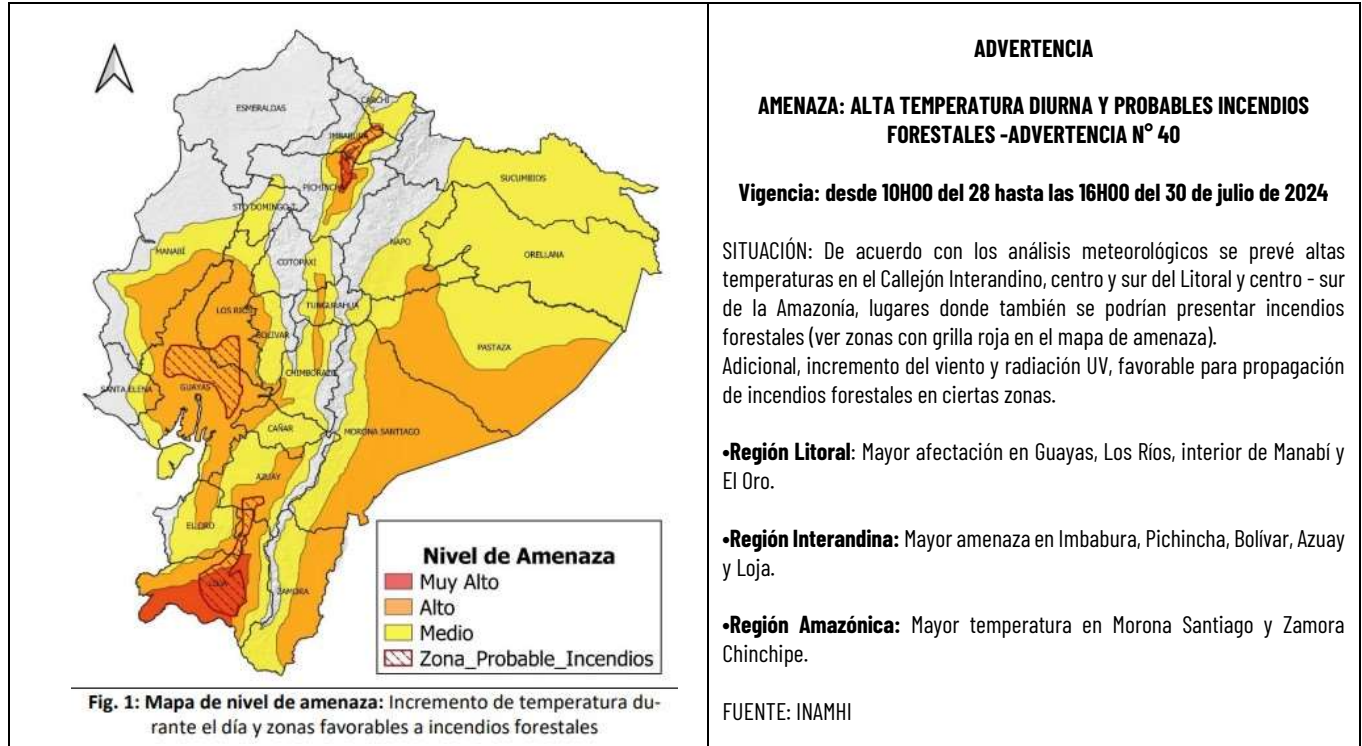 ESMERALDAS
CARCHI
IMBABURA
PICHINCHA
SUCUMBIOS
STO DOMINGO T.
NAPO
MANABÍ
ORELLANA
COTOPAXI
TUNGURAHUA
LOS RIOS
BOLIVAR
PASTAZA
CHIMBORAZO
SANTA ELENA
GUAYAS
CAÑAR
MORONA SANTIAGO
AZUAY
EL ORO
LOJA
ZAMORA
Nivel de Amenaza
Muy Alto
Alto
Medio
Zona_Probable_Incendios
Fig. 1: Mapa de nivel de amenaza: Incremento de temperatura du-
rante el día y zonas favorables a incendios forestales
ADVERTENCIA
AMENAZA: ALTA TEMPERATURA DIURNA Y PROBABLES INCENDIOS
FORESTALES -ADVERTENCIA N° 40
Vigencia: desde 10H00 del 28 hasta las 16H00 del 30 de julio de 2024
SITUACIÓN: De acuerdo con los análisis meteorológicos se prevé altas
temperaturas en el Callejón Interandino, centro y sur del Litoral y centro - sur
de la Amazonía, lugares donde también se podrían presentar incendios
forestales (ver zonas con grilla roja en el mapa de amenaza).
Adicional, incremento del viento y radiación UV, favorable para propagación
de incendios forestales en ciertas zonas.
•Región Litoral: Mayor afectación en Guayas, Los Ríos, interior de Manabí y
El Oro.
•Región Interandina: Mayor amenaza en Imbabura, Pichincha, Bolívar, Azuay
y Loja.
•Región Amazónica: Mayor temperatura en Morona Santiago y Zamora
Chinchipe.
FUENTE: INAMHI